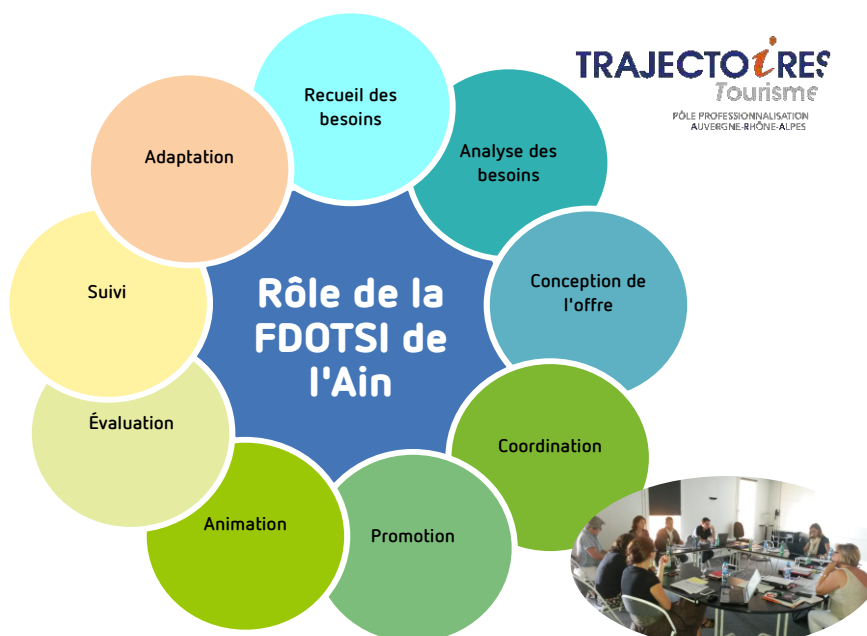 TRAJECTOiRES
Tourisme
PÔLE PROFESSIONNALISATION
AUVERGNE-RHÔNE-ALPES
Recueil des
besoins
Analyse des
besoins
Conception de
l'offre
Coordination
Promotion
Animation
Évaluation
Suivi
Adaptation
Rôle de la
FDOTSI de
l'Ain